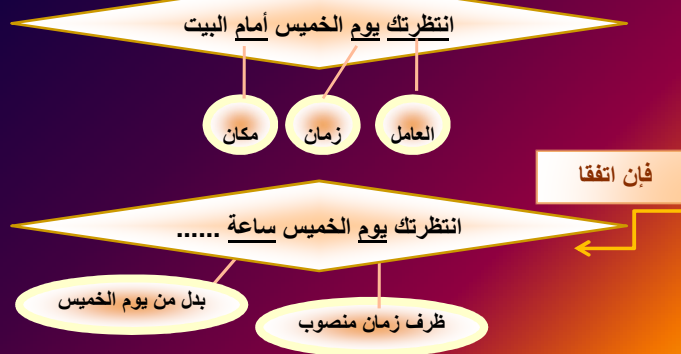 انتظرتك يوم الخميس أمام البيت
العامل
زمان
مكان
فإن اتفقا
انتظرتك يوم الخميس ساعة ......
بدل من يوم الخميس
ظرف زمان منصوب